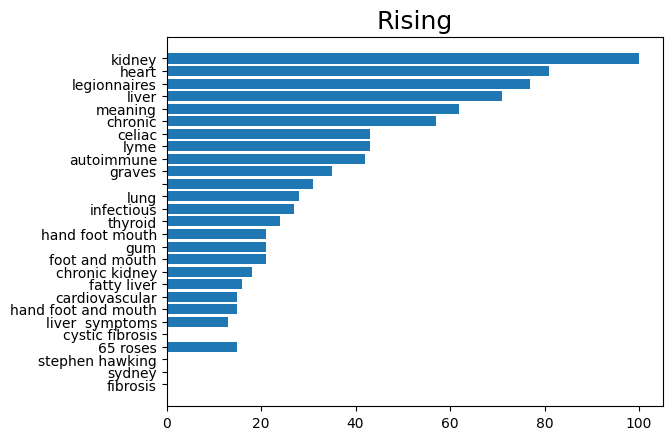 Rising
kidney
heart
legionnaires
liver
meaning
chronic
celiac
lyme
autoimmune
graves
lung
infectious
thyroid
hand foot mouth
gum
foot and mouth
chronic kidney
fatty liver
cardiovascular
hand foot and mouth
liver  symptoms
cystic fibrosis
65 roses
stephen hawking
sydney
fibrosis
0 20 40 60 80 100